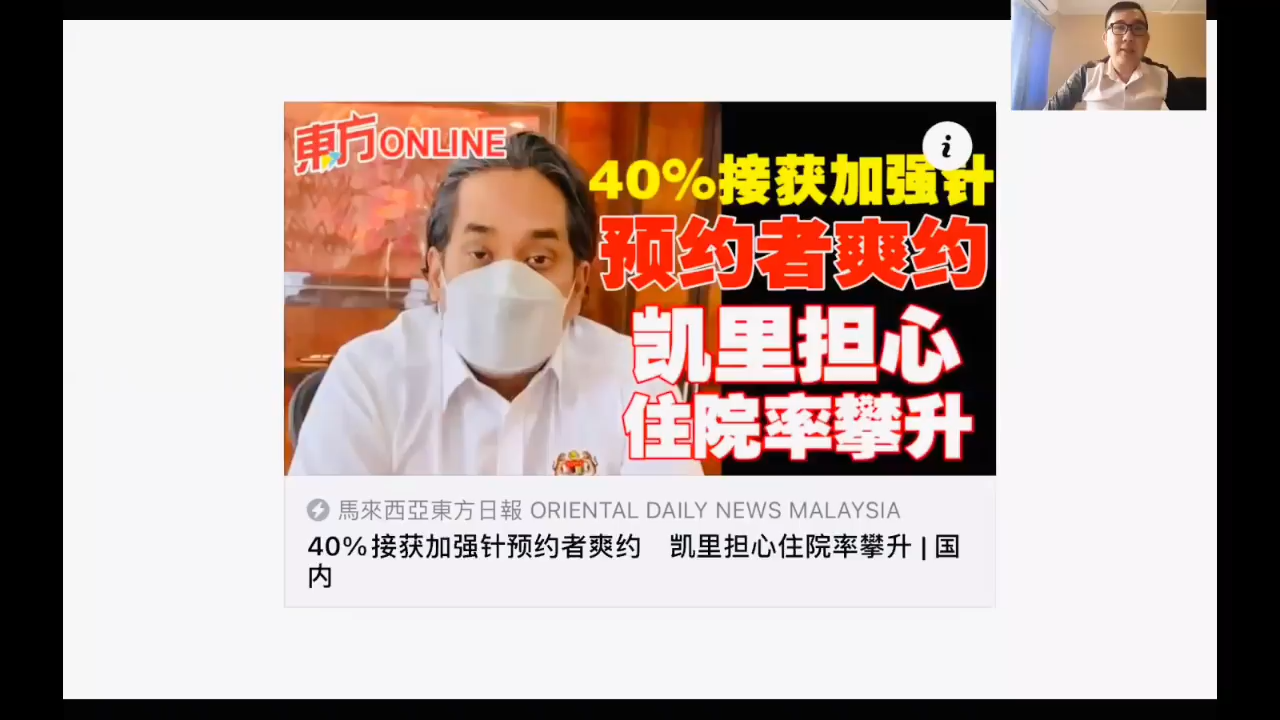 東方ONLINE
i
40%接获加强针
预约者爽约
凯里担心
住院率攀升
馬來西亞東方日報 ORIENTAL DAILY NEWS MALAYSIA
40%接获加强针预约者爽约　凯里担心住院率攀升 | 国
内